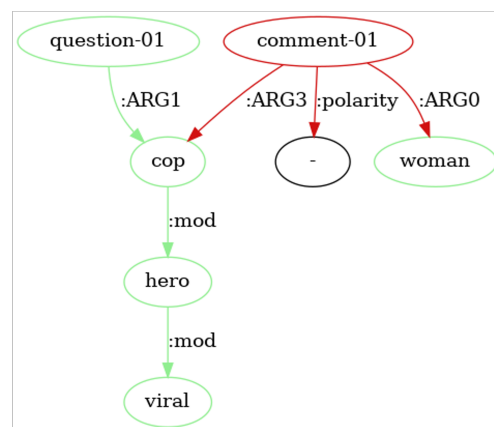 question-01 comment-01
:ARG1 :ARG3 :polarity :ARG0
cop - woman
:mod
hero
:mod
viral